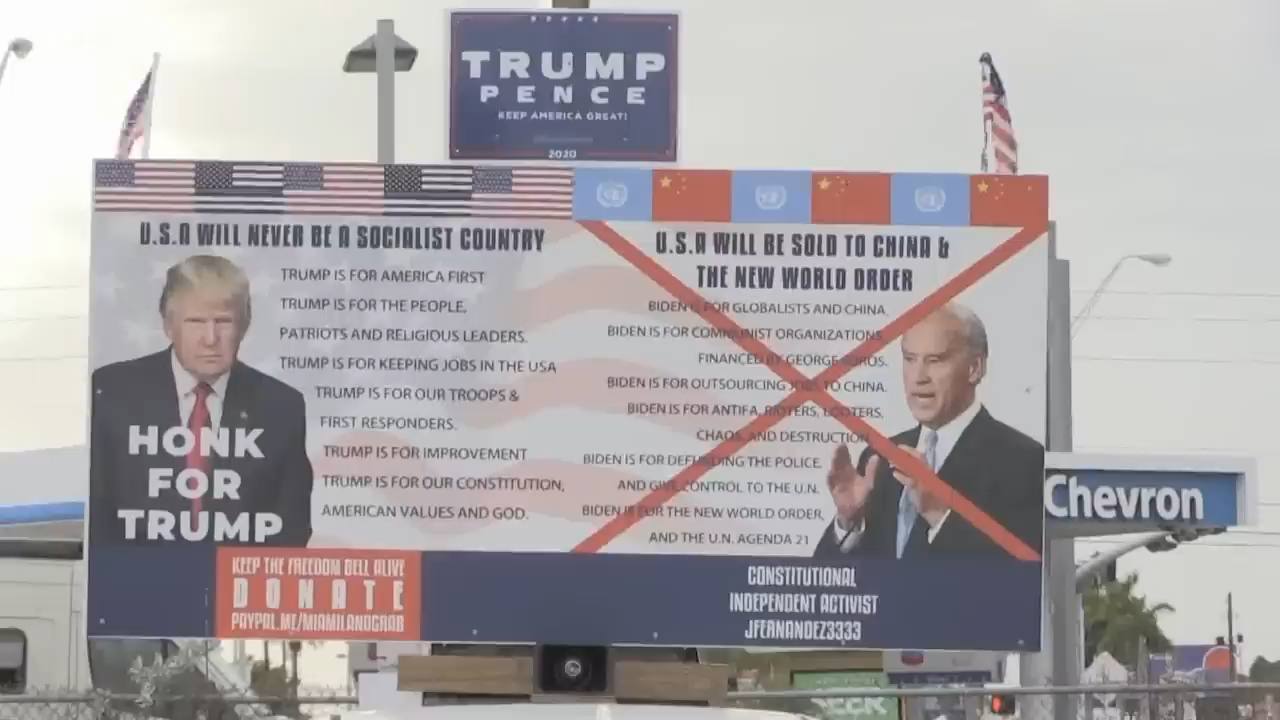 TRUMP
PENCE
KEEP AMERICA GREAT!
2020
U.S.A WILL NEVER BE A SOCIALIST COUNTRY
TRUMP IS FOR AMERICA FIRST
TRUMP IS FOR THE PEOPLE,
PATRIOTS AND RELIGIOUS LEADERS.
TRUMP IS FOR KEEPING JOBS IN THE USA
TRUMP IS FOR OUR TROOPS &
FIRST RESPONDERS.
TRUMP IS FOR IMPROVEMENT
TRUMP IS FOR OUR CONSTITUTION,
AMERICAN VALUES AND GOD.
HONK
FOR
TRUMP
KEEP THE FREEDOM BELL ALIVE
DONATE
PAYPAL.ME/MIAMILANDGRAB
U.S.A WILL BE SOLD TO CHINA &
THE NEW WORLD ORDER
BIDEN IS FOR GLOBALISTS AND CHINA.
BIDEN IS FOR COMMUNIST ORGANIZATIONS
FINANCED BY GEORGE SOROS.
BIDEN IS FOR OUTSOURCING JOBS TO CHINA.
BIDEN IS FOR ANTIFA, RIOTERS, LOOTERS,
CHAOS, AND DESTRUCTION
BIDEN IS FOR DEFUNDING THE POLICE,
AND GIVE CONTROL TO THE U.N.
BIDEN IS FOR THE NEW WORLD ORDER,
AND THE U.N. AGENDA 21
CONSTITUTIONAL
INDEPENDENT ACTIVIST
JFERNANDEZ3333
Chevron